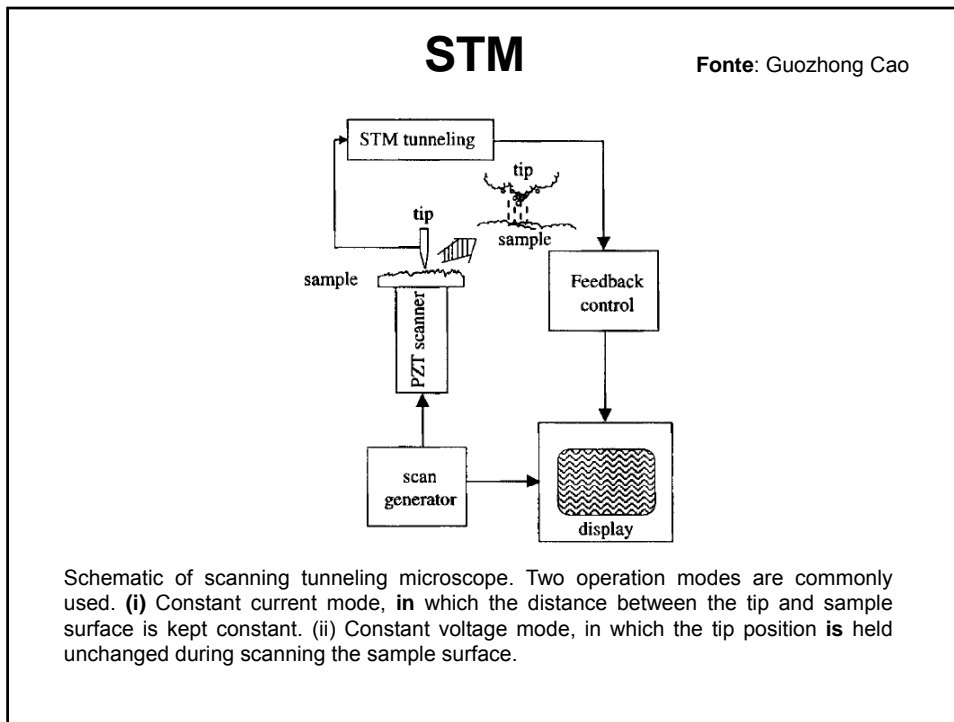 STM
Fonte: Guozhong Cao
STM tunneling
tip
sample
tip
sample
PZT scanner
Feedback
control
scan
generator
display
Schematic of scanning tunneling microscope. Two operation modes are commonly
used. (i) Constant current mode, in which the distance between the tip and sample
surface is kept constant. (ii) Constant voltage mode, in which the tip position is held
unchanged during scanning the sample surface.